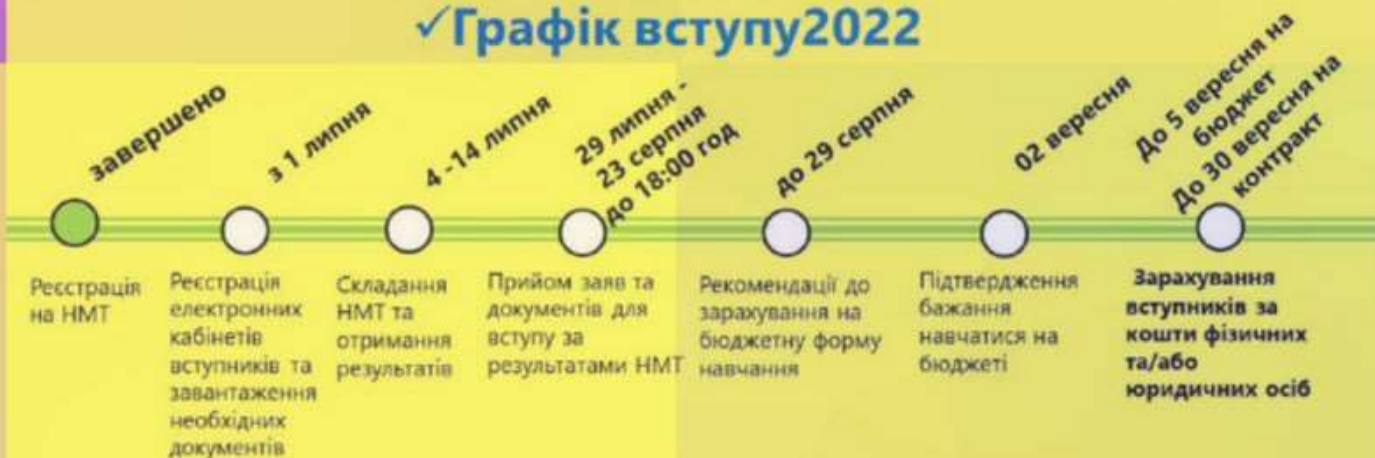 ✓Графік вступу2022
завершено
Реєстрація
на НМТ
з 1 липня
Реєстрація
електронних
кабінетів
вступників та
завантаження
необхідних
документів
4 -14 липня
Складання
НМТ та
отримання
результатів
29 липня -
23 серпня
до 18:00 год
Прийом заяв та
документів для
вступу за
результатами НМТ
до 29 серпня
Рекомендації до
зарахування на
бюджетну форму
навчання
02 вересня
Підтвердження
бажання
навчатися на
бюджеті
До 5 вересня на
бюджет
До 30 вересня на
контракт
Зарахування
вступників за
кошти фізичних
та/або
юридичних осіб